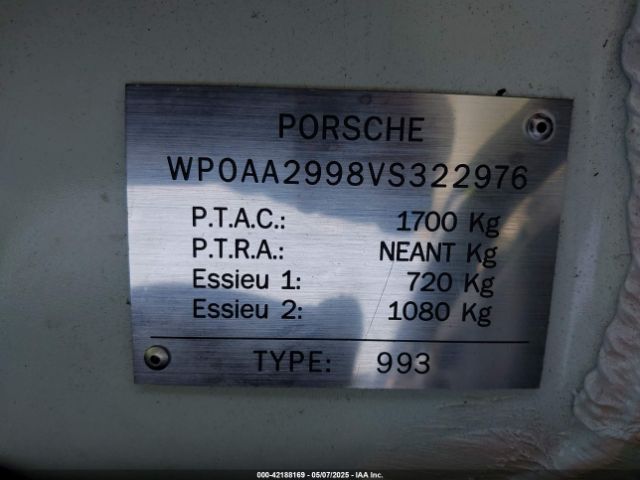 PORSCHE
WP0AA2998VS322976
P.T.A.C.: 1700 Kg
P.T.R.A.: NEANT Kg
Essieu 1: 720 Kg
Essieu 2: 1080 Kg
TYPE: 993
000-42188169 - 05/07/2025 - IAA Inc.